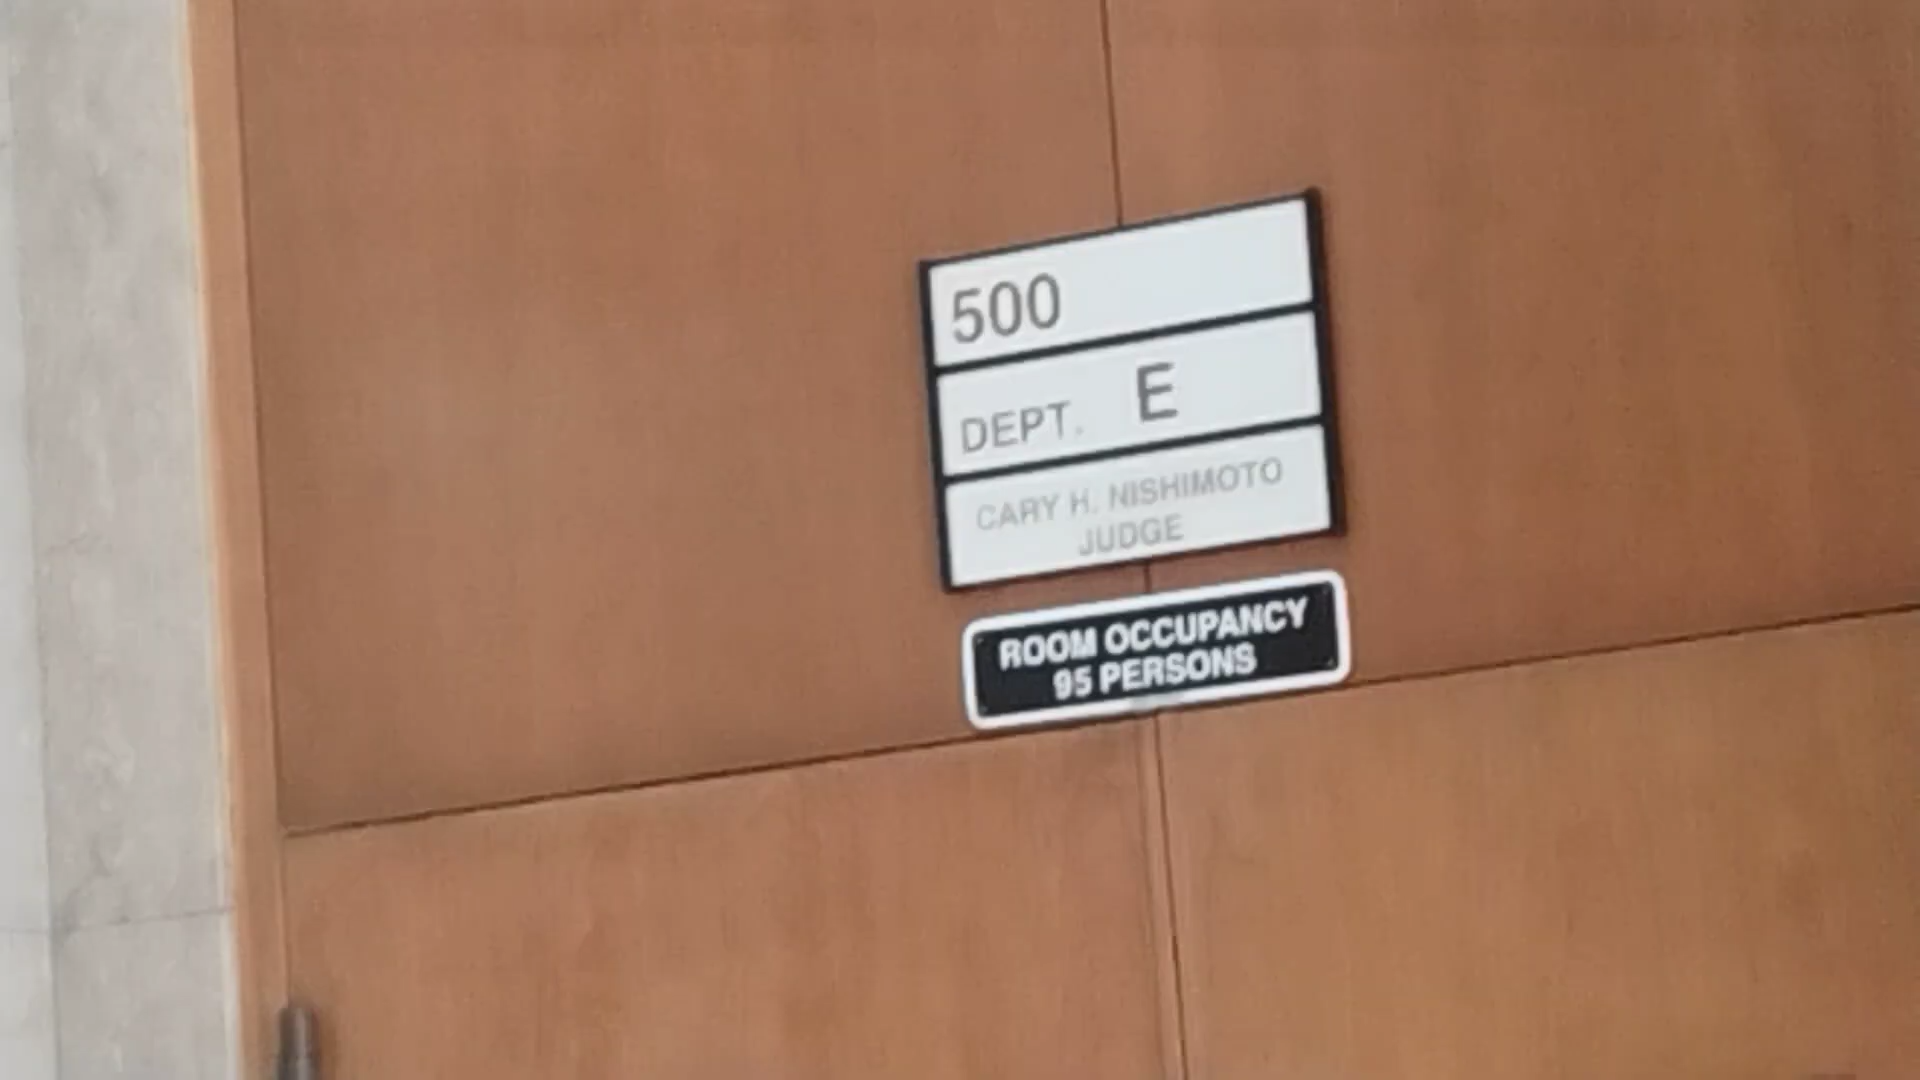 500
DEPT. E
CARY H. NISHIMOTO
JUDGE
ROOM OCCUPANCY
95 PERSONS